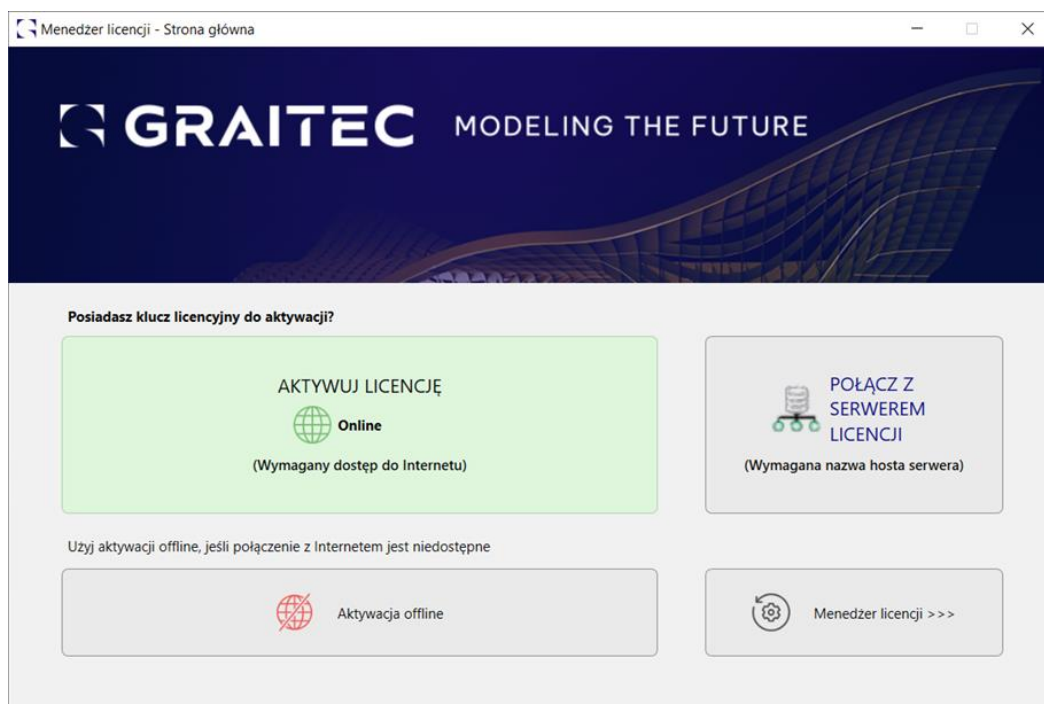 Menedżer licencji - Strona główna
GRAITEC MODELING THE FUTURE
Posiadasz klucz licencyjny do aktywacji?
AKTYWUJ LICENCJĘ
Online
(Wymagany dostęp do Internetu)
POŁĄCZ Z
SERWEREM
LICENCJI
(Wymagana nazwa hosta serwera)
Użyj aktywacji offline, jeśli połączenie z Internetem jest niedostępne
Aktywacja offline
Menedżer licencji >>>